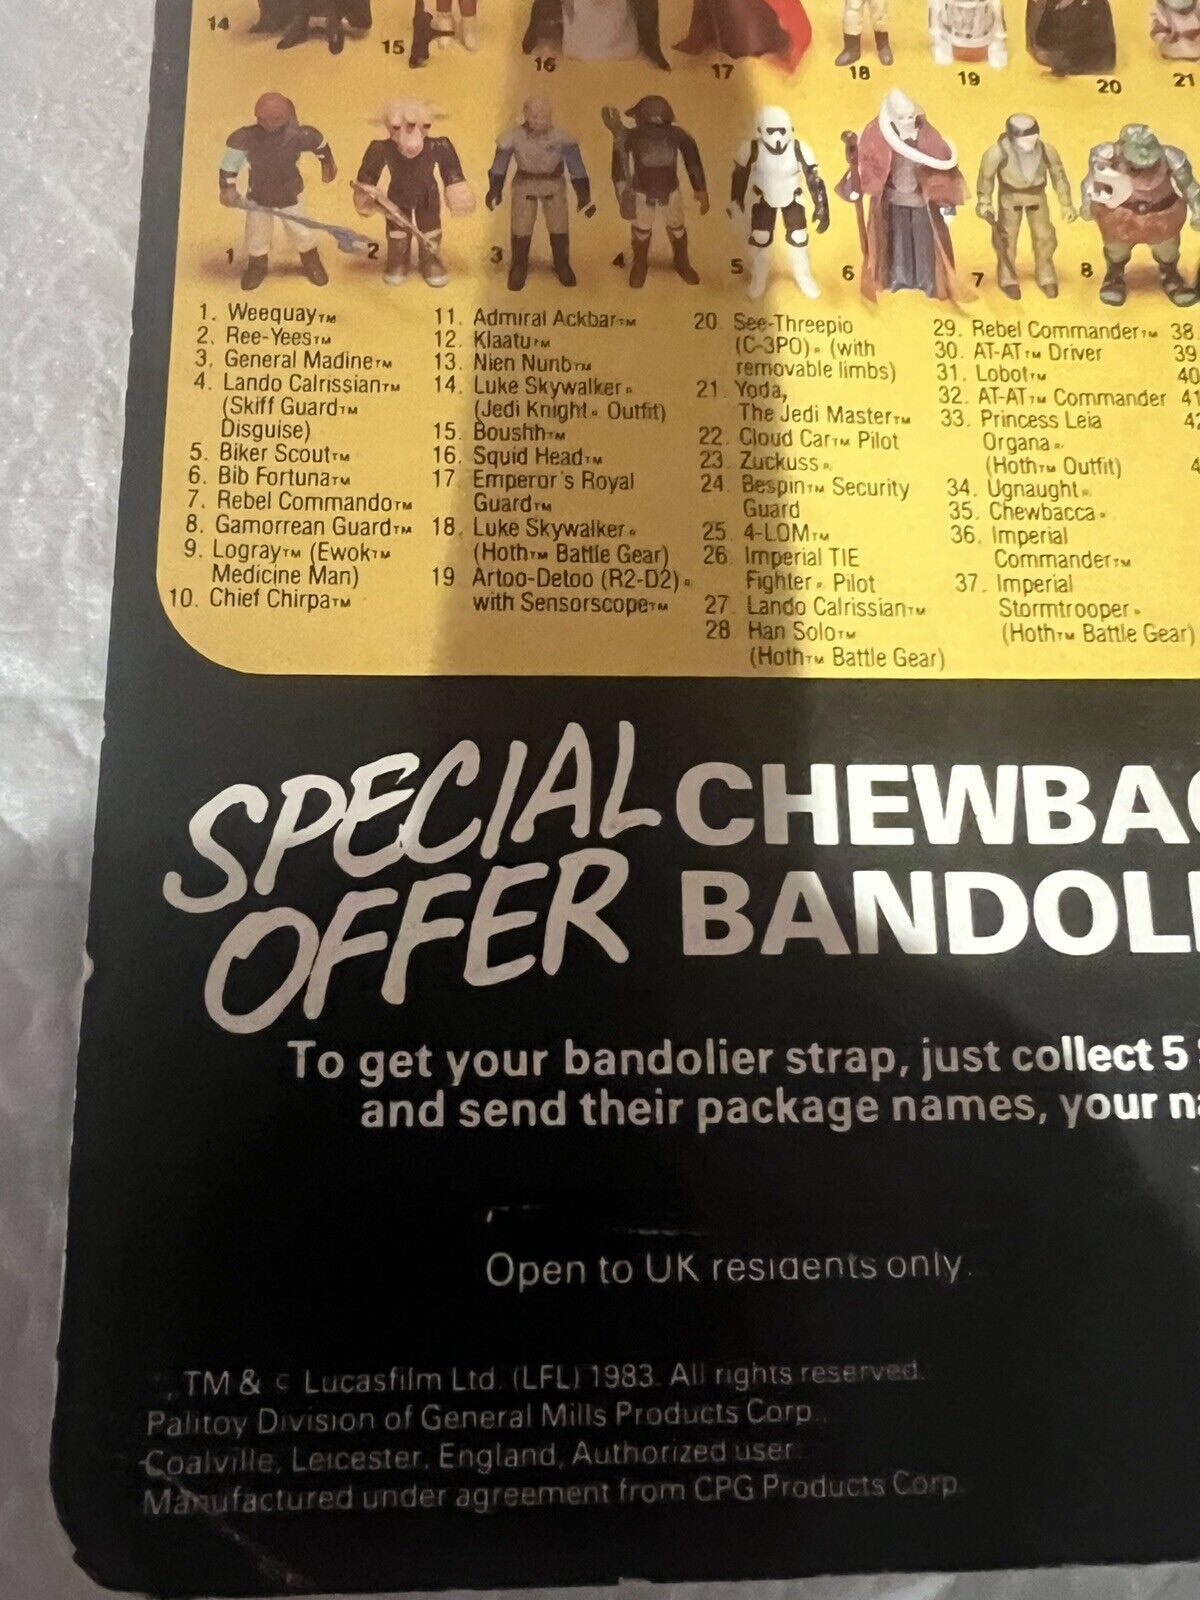 14
15
16
17
18
19
20
21
1
2
3
4
5
6
7
8
1. Weequay™
2. Ree-Yees™
3. General Madine™
4. Lando Calrissian™
(Skiff Guard™
Disguise)
5. Biker Scout™
6. Bib Fortuna™
7. Rebel Commando™
8. Gamorrean Guard™
9. Logray™ (Ewok™
Medicine Man)
10. Chief Chirpa™
11. Admiral Ackbar™
12. Klaatu™
13. Nien Nunb™
14. Luke Skywalker®
(Jedi Knight® Outfit)
15. Boushh™
16. Squid Head™
17. Emperor's Royal
Guard™
18. Luke Skywalker®
(Hoth™ Battle Gear)
19 Artoo-Detoo (R2-D2)®
with Sensorscope™
20. See-Threepio
(C-3PO)® (with
removable limbs)
21. Yoda,
The Jedi Master™
22. Cloud Car™ Pilot
23. Zuckuss®
24. Bespin™ Security
Guard
25. 4-LOM™
26. Imperial TIE
Fighter® Pilot
27. Lando Calrissian™
28. Han Solo™
(Hoth™ Battle Gear)
29. Rebel Commander™
30. AT-AT™ Driver
31. Lobot™
32. AT-AT™ Commander
33. Princess Leia
Organa®
(Hoth™ Outfit)
34. Ugnaught®
35. Chewbacca®
36. Imperial
Commander™
37. Imperial
Stormtrooper®
(Hoth™ Battle Gear)
38.
39
40
41
42
4
SPECIAL
OFFER
CHEWBAC
BANDOLI
To get your bandolier strap, just collect 5
and send their package names, your na
Open to UK residents only.
TM & © Lucasfilm Ltd. (LFL) 1983. All rights reserved.
Palitoy Division of General Mills Products Corp.,
Coalville, Leicester, England, Authorized user.
Manufactured under agreement from CPG Products Corp.